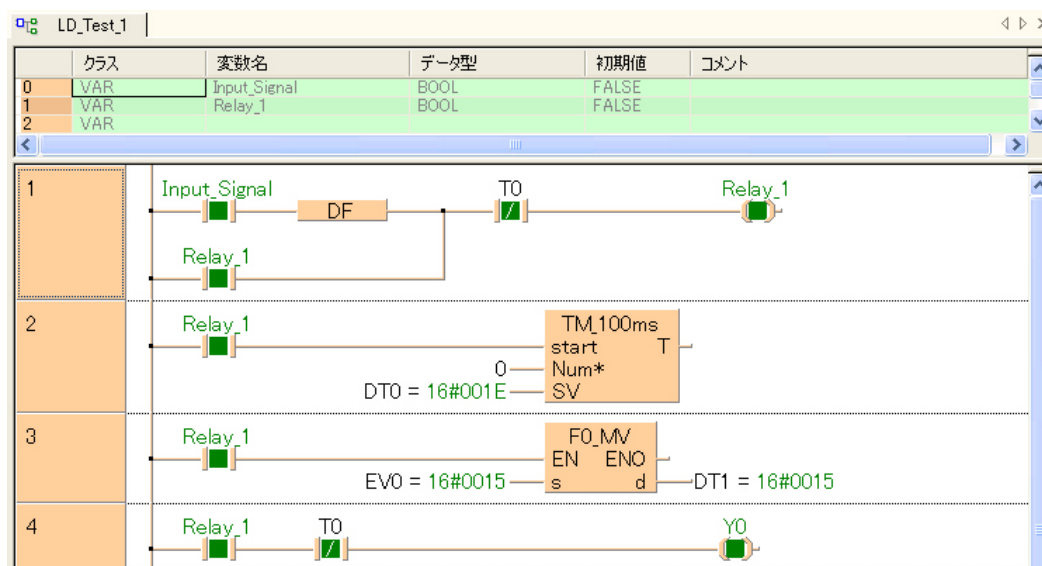 LD_Test_1
クラス 変数名 データ型 初期値 コメント
0 VAR Input_Signal BOOL FALSE
1 VAR Relay_1 BOOL FALSE
2 VAR
1
Input_Signal T0 Relay_1
DF
Relay_1
2
Relay_1 TM_100ms
start T
0 Num*
DT0 = 16#001E SV
3
Relay_1 F0_MV
EN ENO
EV0 = 16#0015 s d DT1 = 16#0015
4
Relay_1 T0 Y0